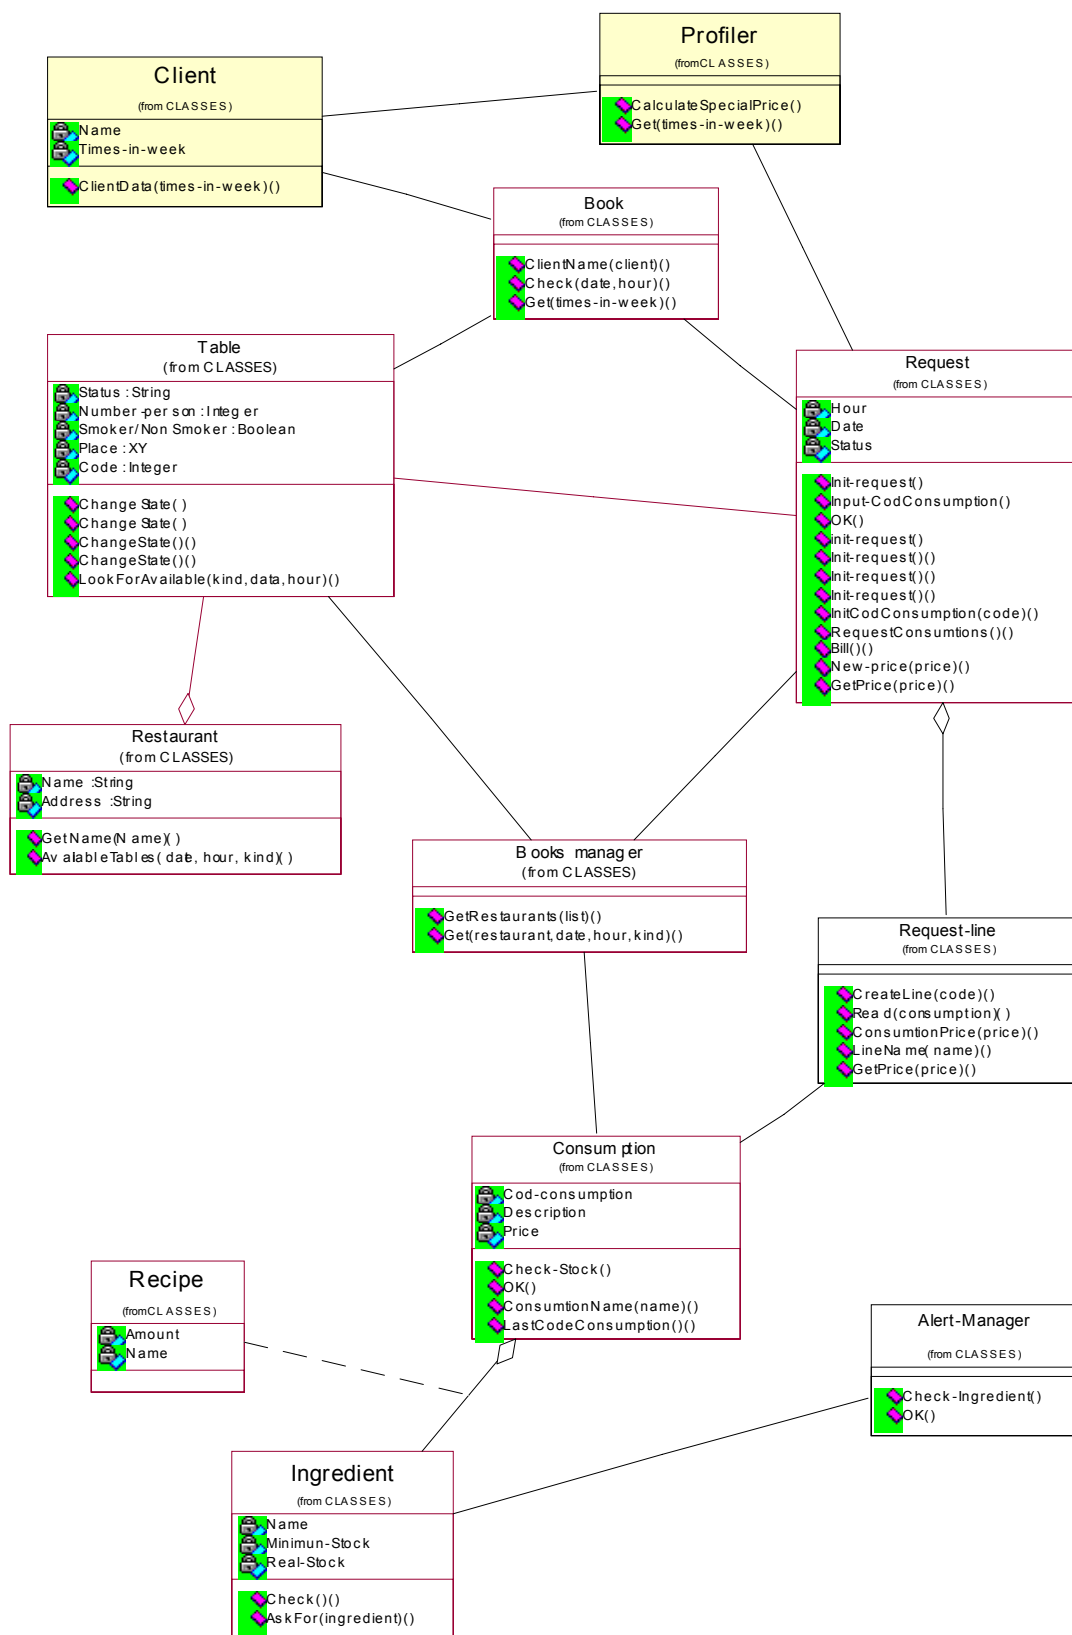 Profiler
(from CLASSES)
CalculateSpecialPrice()
Get(times-in-week)()
Client
(from CLASSES)
Name
Times-in-week
ClientData(times-in-week)()
Book
(from CLASSES)
ClientName(client)()
Check(date,hour)()
Get(times-in-week)()
Table
(from CLASSES)
Status : String
Number-person : Integer
Smoker/Non Smoker : Boolean
Place : XY
Code : Integer
Change State()
Change State()
ChangeState()()
ChangeState()()
LookForAvailable(kind,data,hour)()
Request
(from CLASSES)
Hour
Date
Status
Init-request()
Input-CodConsumption()
OK()
init-request()
Init-request()()
Init-request()()
Init-request()()
InitCodConsumption(code)()
RequestConsumtions()()
Bill()()
New-price(price)()
GetPrice(price)()
Restaurant
(from CLASSES)
Name : String
Address : String
GetName(Name)()
AvailableTables(date, hour, kind)()
Books manager
(from CLASSES)
GetRestaurants(list)()
Get(restaurant,date,hour,kind)()
Request-line
(from CLASSES)
CreateLine(code)()
Read(consumption)()
ConsumtionPrice(price)()
LineName(name)()
GetPrice(price)()
Consumption
(from CLASSES)
Cod-consumption
Description
Price
Check-Stock()
OK()
ConsumtionName(name)()
LastCodeConsumption()()
Recipe
(from CLASSES)
Amount
Name
Alert-Manager
(from CLASSES)
Check-Ingredient()
OK()
Ingredient
(from CLASSES)
Name
Minimun-Stock
Real-Stock
Check()()
AskFor(ingredient)()